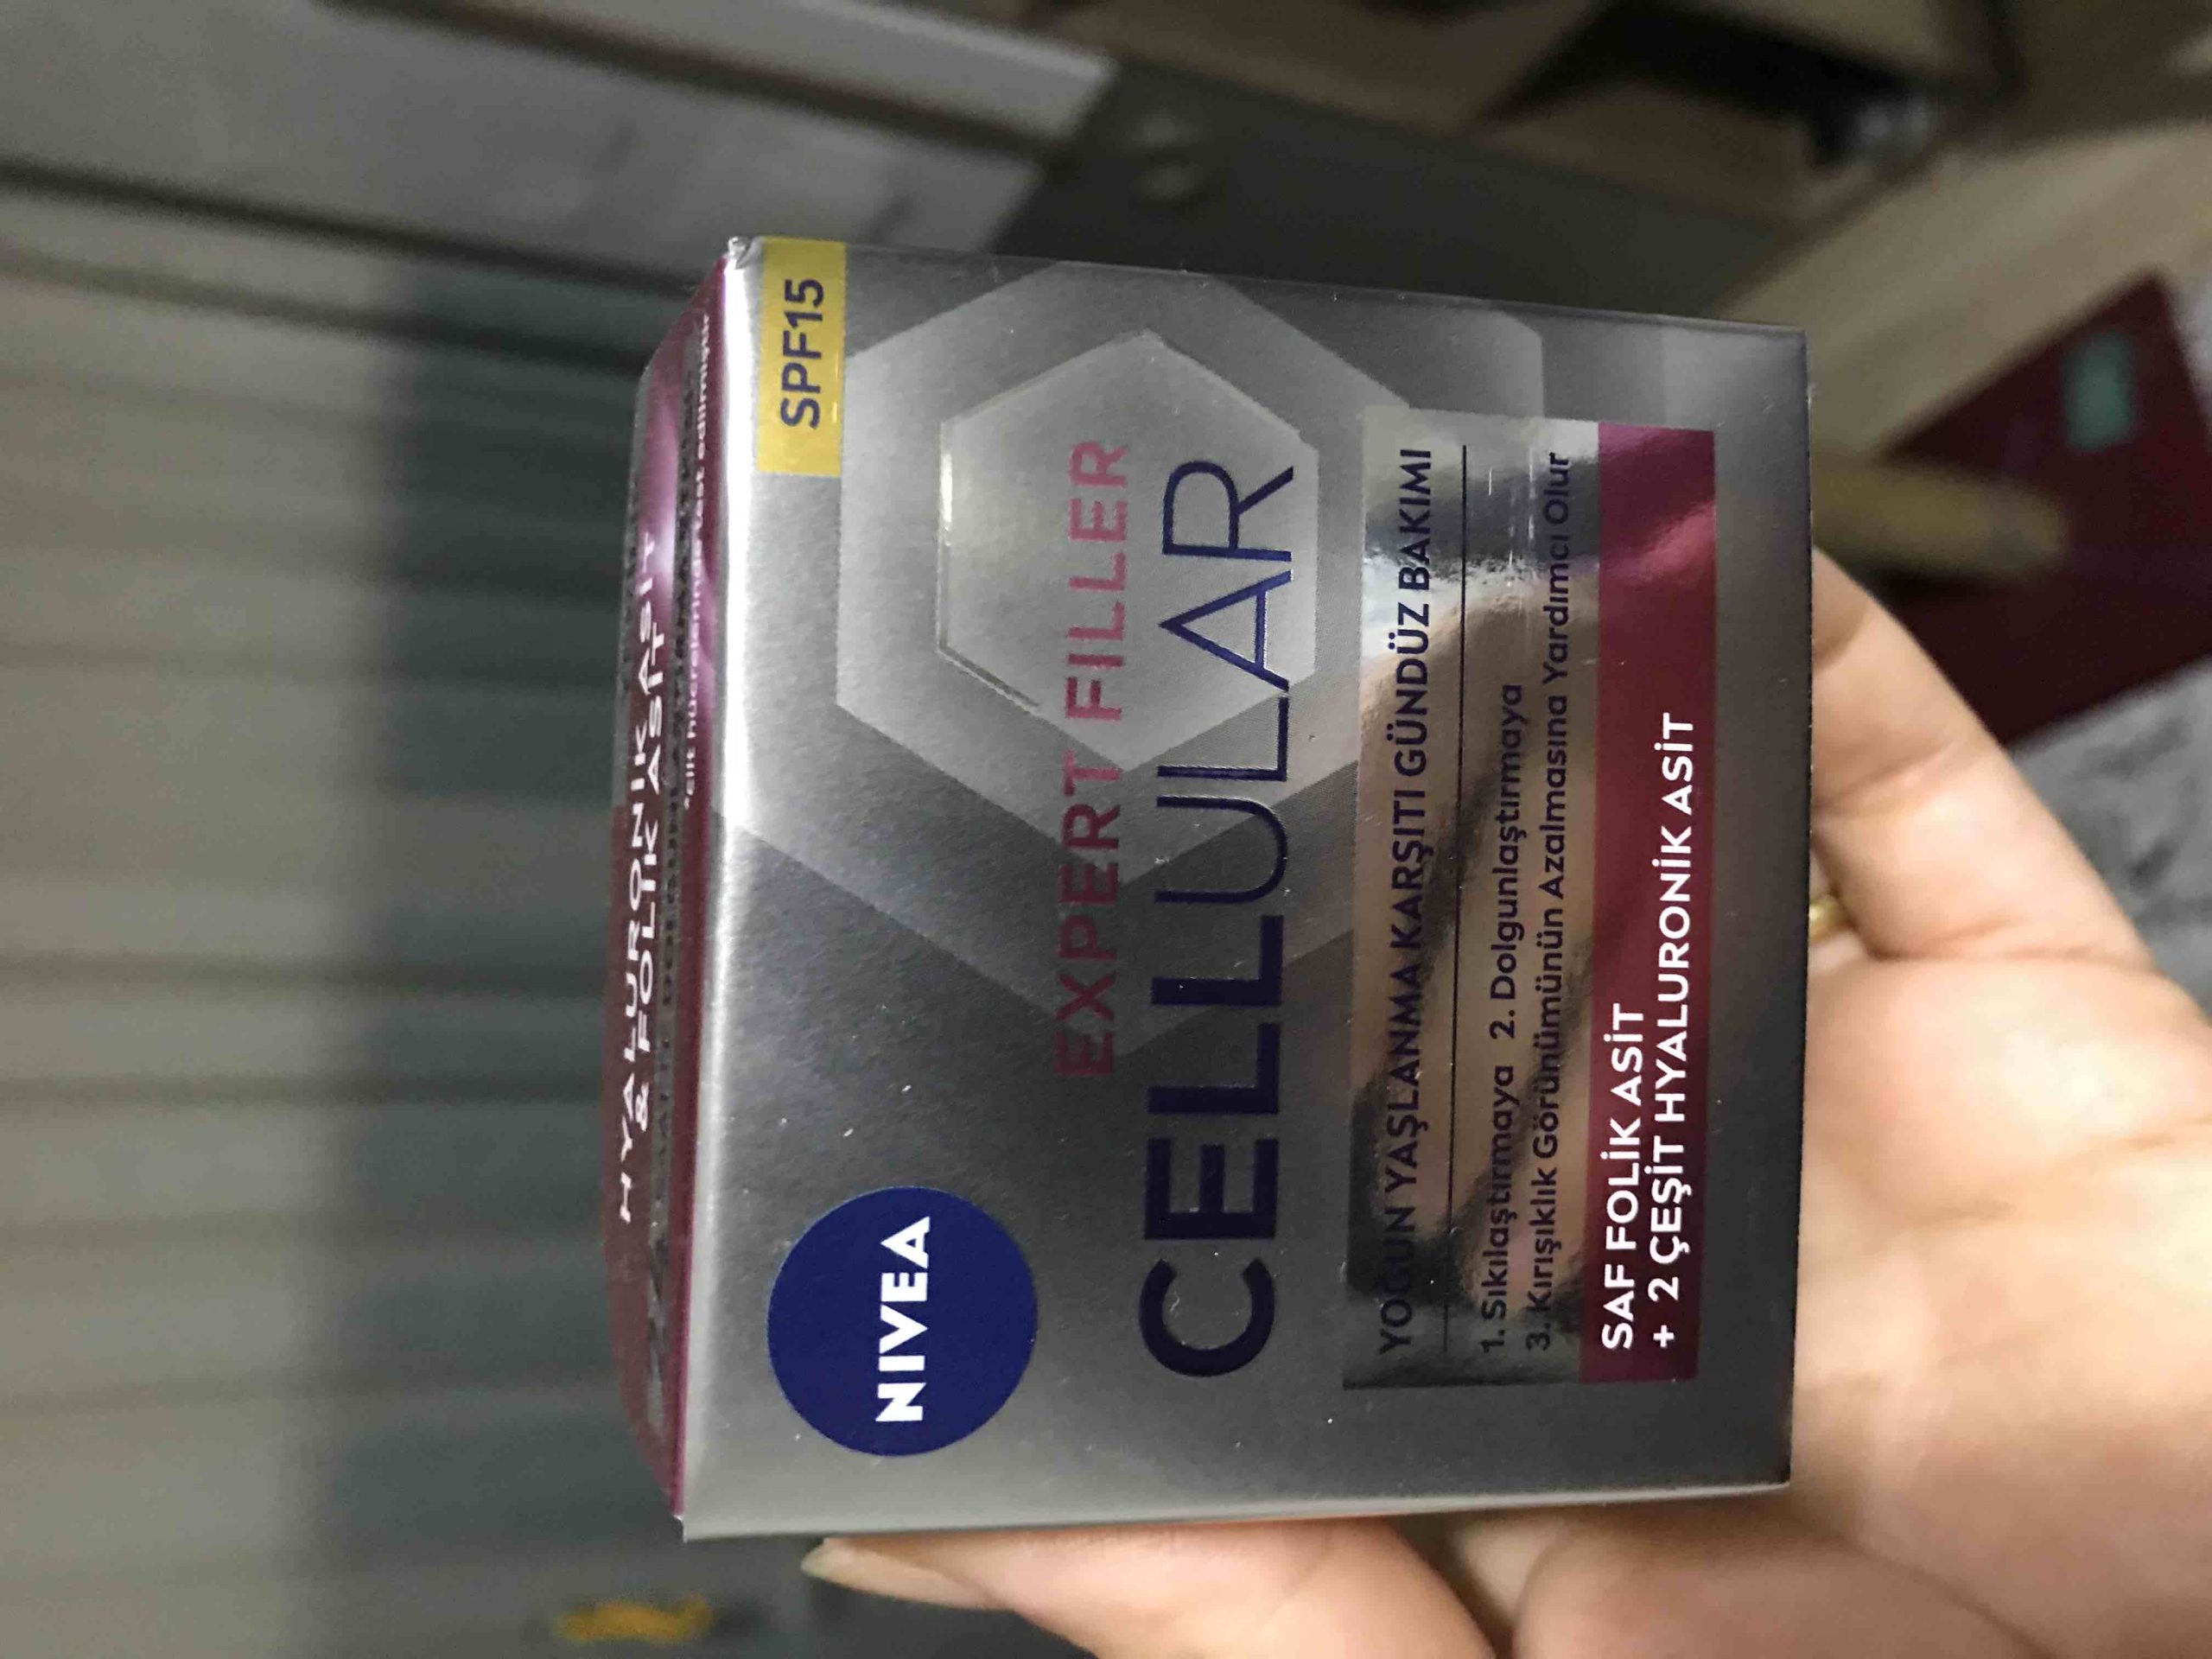 HYALURONİK ASİT
& FOLİK ASİT
NIVEA
SPF15
EXPERT FILLER
CELLULAR
YOĞUN YAŞLANMA KARŞITI GÜNDÜZ BAKIMI
1. Sıkılaştırmaya 2. Dolgunlaştırmaya
3. Kırışıklık Görünümünün Azalmasına Yardımcı Olur
SAF FOLİK ASİT
+ 2 ÇEŞİT HYALURONİK ASİT